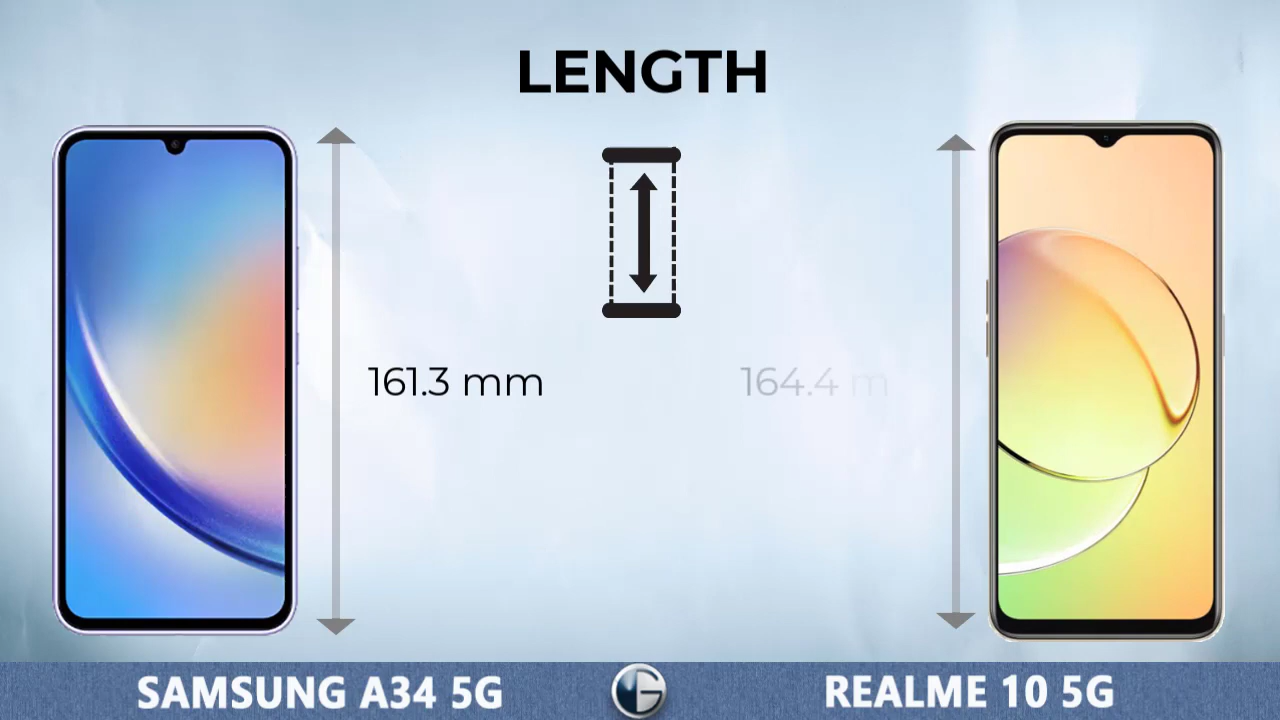 LENGTH
161.3 mm
164.4 m
SAMSUNG A34 5G
REALME 10 5G